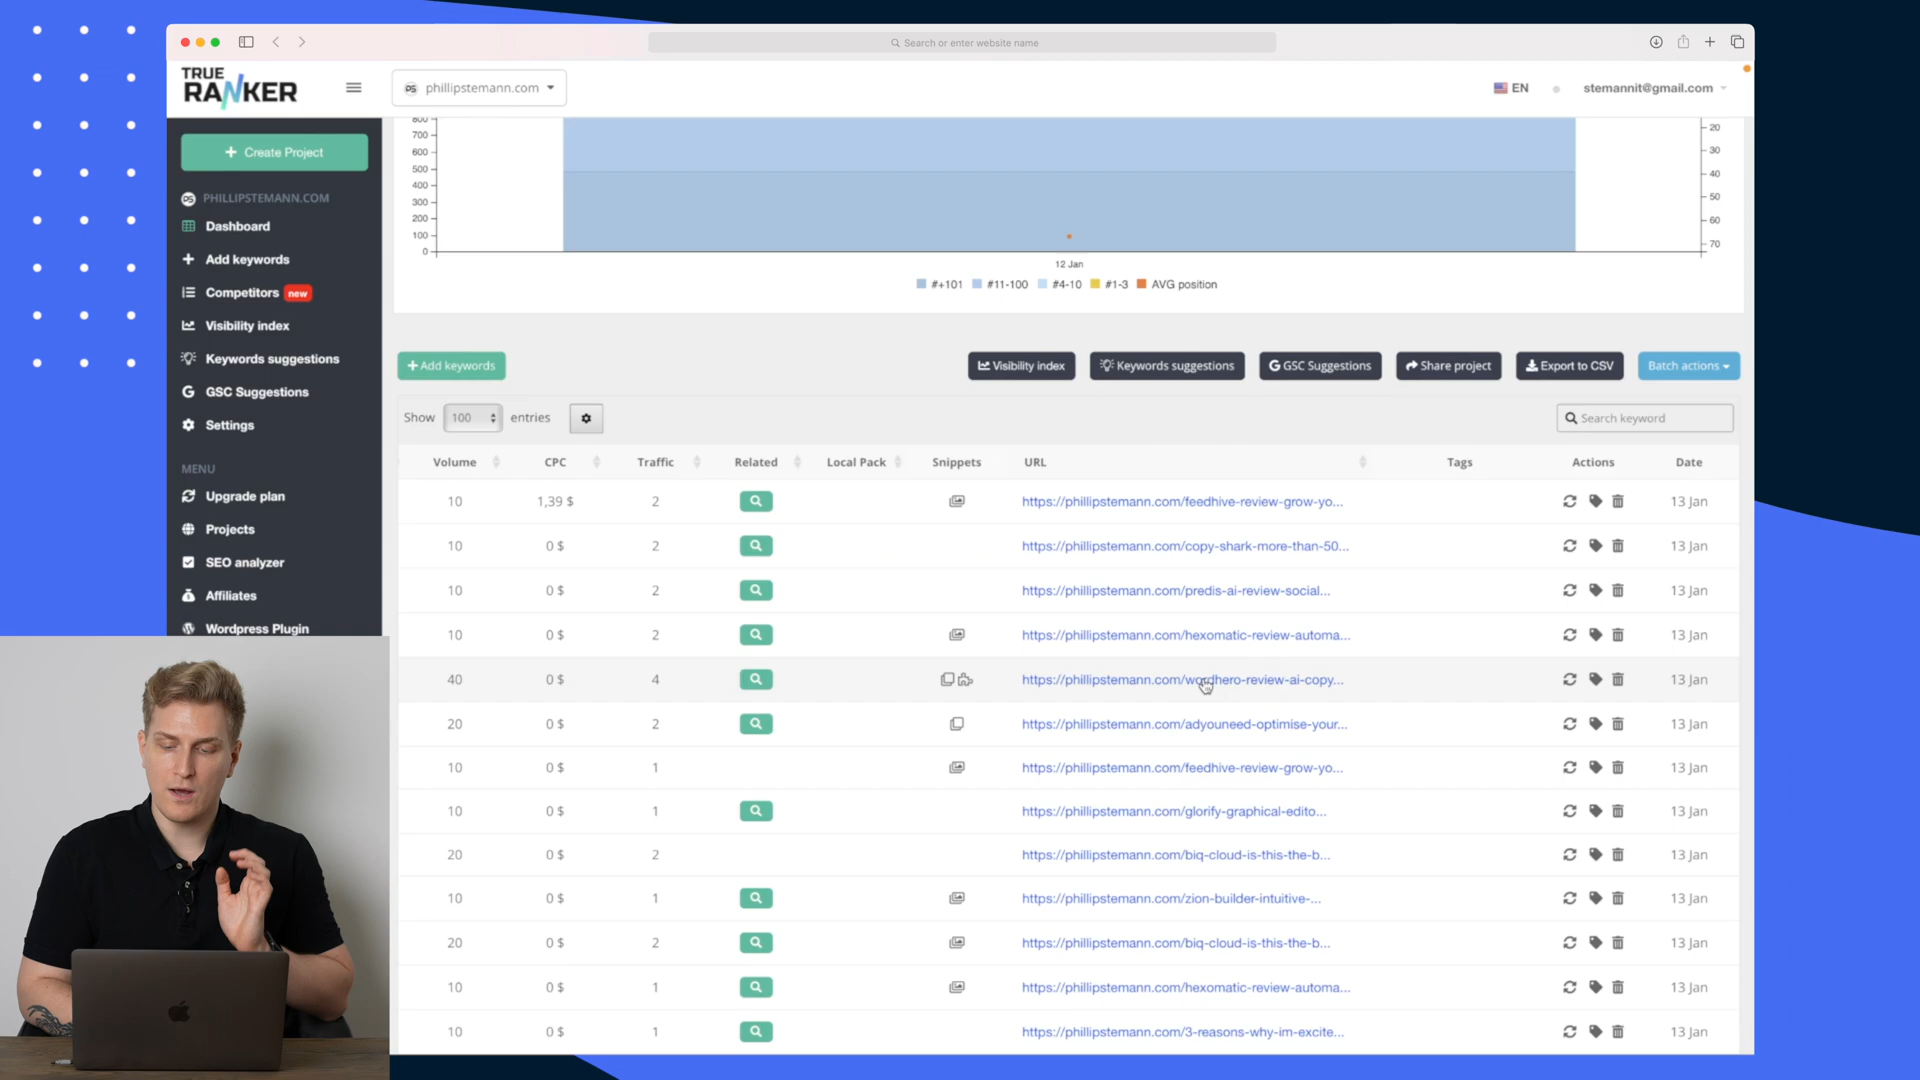 Search or enter website name
TRUE
RANKER
phillipstemann.com
EN
stemannit@gmail.com
Create Project
PHILLIPSTEMANN.COM
Dashboard
Add keywords
Competitors new
Visibility index
Keywords suggestions
GSC Suggestions
Settings
MENU
Upgrade plan
Projects
SEO analyzer
Affiliates
Wordpress Plugin
800
700
600
500
400
300
200
100
0
20
30
40
50
60
70
12 Jan
#+101 #11-100 #4-10 #1-3 AVG position
Add keywords
Visibility index
Keywords suggestions
GSC Suggestions
Share project
Export to CSV
Batch actions
Show 100 entries
Search keyword
Volume CPC Traffic Related Local Pack Snippets URL Tags Actions Date
10 1,39 $ 2 https://phillipstemann.com/feedhive-review-grow-yo... 13 Jan
10 0 $ 2 https://phillipstemann.com/copy-shark-more-than-50... 13 Jan
10 0 $ 2 https://phillipstemann.com/predis-ai-review-social... 13 Jan
10 0 $ 2 https://phillipstemann.com/hexomatic-review-automa... 13 Jan
40 0 $ 4 https://phillipstemann.com/wordhero-review-ai-copy... 13 Jan
20 0 $ 2 https://phillipstemann.com/adyouneed-optimise-your... 13 Jan
10 0 $ 1 https://phillipstemann.com/feedhive-review-grow-yo... 13 Jan
10 0 $ 1 https://phillipstemann.com/glorify-graphical-edito... 13 Jan
20 0 $ 2 https://phillipstemann.com/biq-cloud-is-this-the-b... 13 Jan
10 0 $ 1 https://phillipstemann.com/zion-builder-intuitive-... 13 Jan
20 0 $ 2 https://phillipstemann.com/biq-cloud-is-this-the-b... 13 Jan
10 0 $ 1 https://phillipstemann.com/hexomatic-review-automa... 13 Jan
10 0 $ 1 https://phillipstemann.com/3-reasons-why-im-excite... 13 Jan